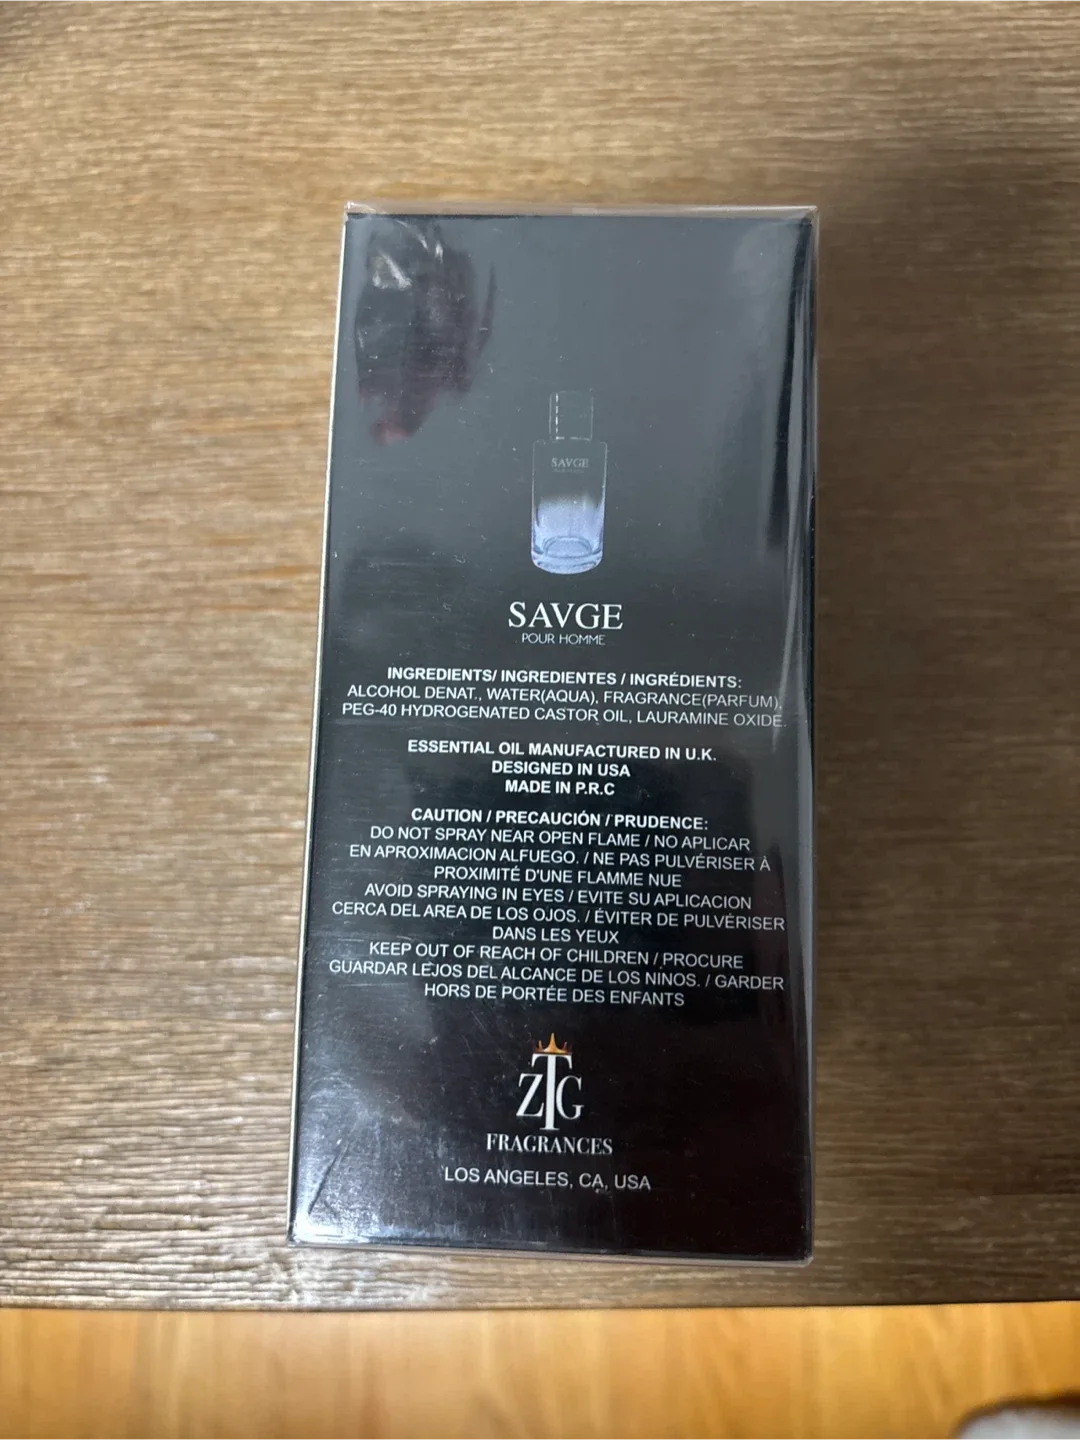 SAVGE
SAVGE
POUR HOMME
INGREDIENTS/ INGREDIENTES / INGRÉDIENTS:
ALCOHOL DENAT., WATER(AQUA), FRAGRANCE(PARFUM),
PEG-40 HYDROGENATED CASTOR OIL, LAURAMINE OXIDE.
ESSENTIAL OIL MANUFACTURED IN U.K.
DESIGNED IN USA
MADE IN P.R.C
CAUTION / PRECAUCIÓN / PRUDENCE:
DO NOT SPRAY NEAR OPEN FLAME / NO APLICAR
EN APROXIMACION ALFUEGO. / NE PAS PULVÉRISER À
PROXIMITÉ D'UNE FLAMME NUE
AVOID SPRAYING IN EYES / EVITE SU APLICACION
CERCA DEL AREA DE LOS OJOS. / ÉVITER DE PULVÉRISER
DANS LES YEUX
KEEP OUT OF REACH OF CHILDREN / PROCURE
GUARDAR LEJOS DEL ALCANCE DE LOS NINOS. / GARDER
HORS DE PORTÉE DES ENFANTS
ZTG
FRAGRANCES
LOS ANGELES, CA, USA